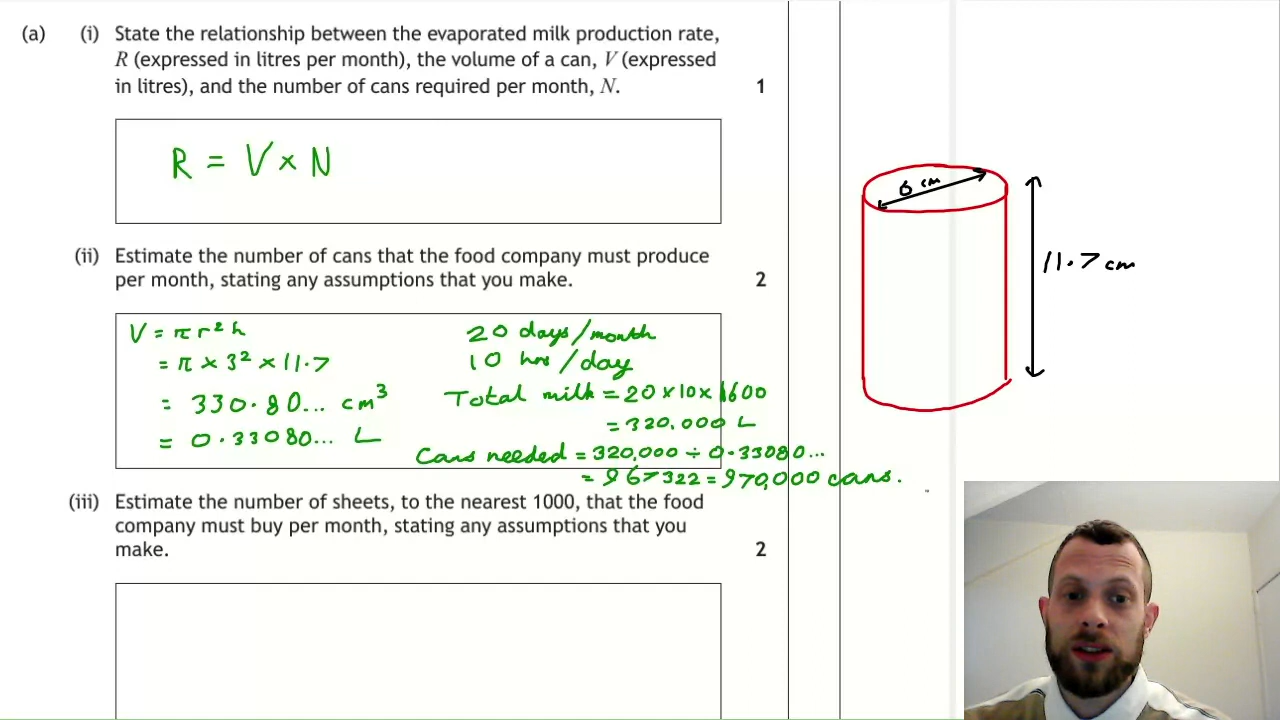 (a) (i) State the relationship between the evaporated milk production rate,
R (expressed in litres per month), the volume of a can, V (expressed
in litres), and the number of cans required per month, N. 1
R = V × N
6 cm
11.7 cm
(ii) Estimate the number of cans that the food company must produce
per month, stating any assumptions that you make. 2
V = π r² h
= π × 3² × 11.7
= 330.80... cm³
= 0.33080... L
20 days/month
10 hrs/day
Total milk = 20 × 10 × 1600
= 320,000 L
Cans needed = 320,000 ÷ 0.33080...
= 967322 = 970,000 cans.
(iii) Estimate the number of sheets, to the nearest 1000, that the food
company must buy per month, stating any assumptions that you
make. 2